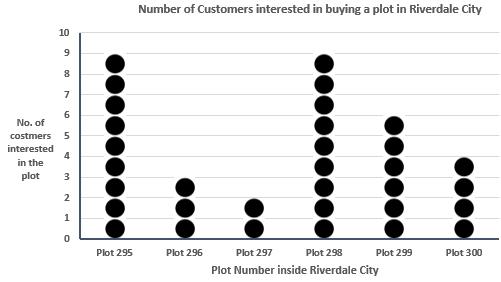 Number of Customers interested in buying a plot in Riverdale City
10
9
8
7
6
5
4
3
2
1
0
No. of
costmers
interested
in the
plot
Plot 295 Plot 296 Plot 297 Plot 298 Plot 299 Plot 300
Plot Number inside Riverdale City